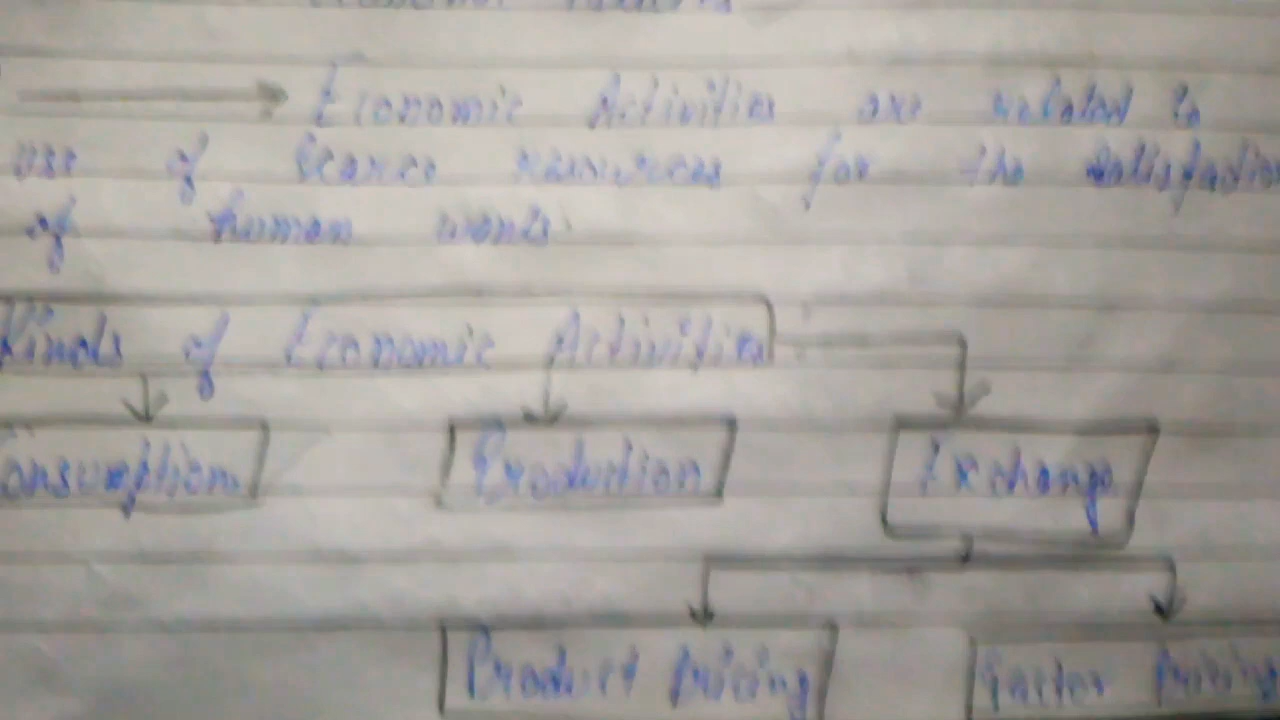 Economic Activities are related to
use of Scarce resources for the Satisfaction
of human wants.
Kinds of Economic Activities
Consumption
Production
Exchange
Product pricing
Factor pricing